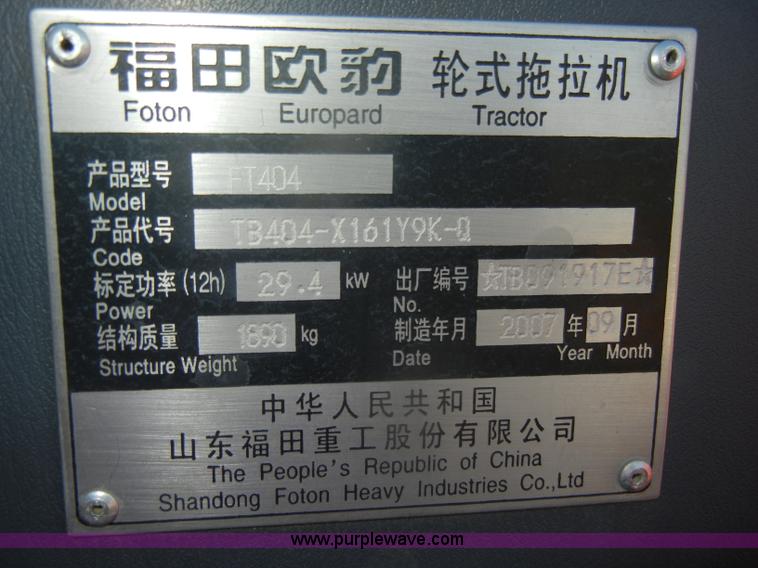 福田欧豹 轮式拖拉机
Foton Europard Tractor
产品型号 FT404
Model
产品代号 TB404-X161Y9K-Q
Code
标定功率(12h) 29.4 kW 出厂编号 ☆TB091917E☆
Power No.
结构质量 1890 kg 制造年月 2007 年 09 月
Structure Weight Date Year Month
中华人民共和国
山东福田重工股份有限公司
The People's Republic of China
Shandong Foton Heavy Industries Co.,Ltd
www.purplewave.com